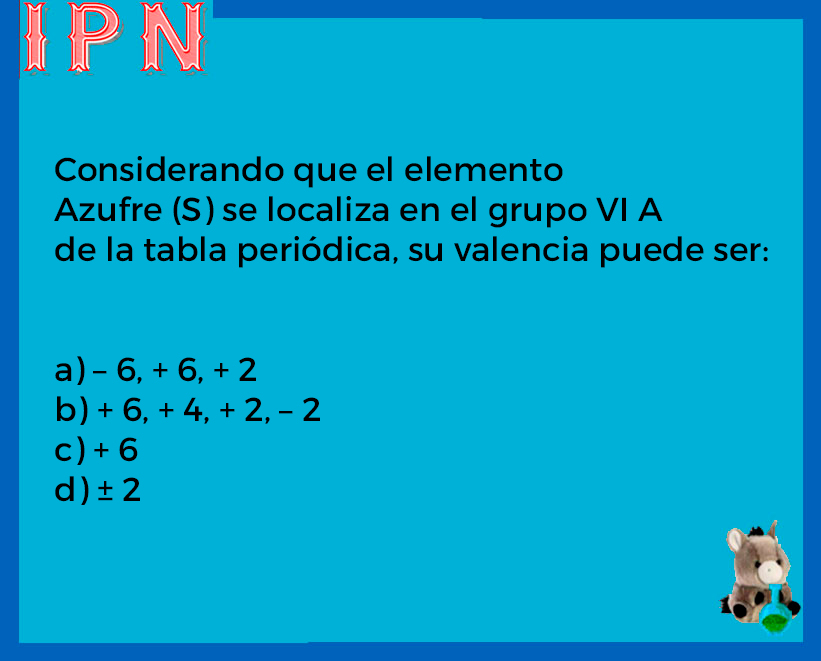 IPN
Considerando que el elemento
Azufre (S) se localiza en el grupo VI A
de la tabla periódica, su valencia puede ser:
a) – 6, + 6, + 2
b) + 6, + 4, + 2, – 2
c) + 6
d) ± 2